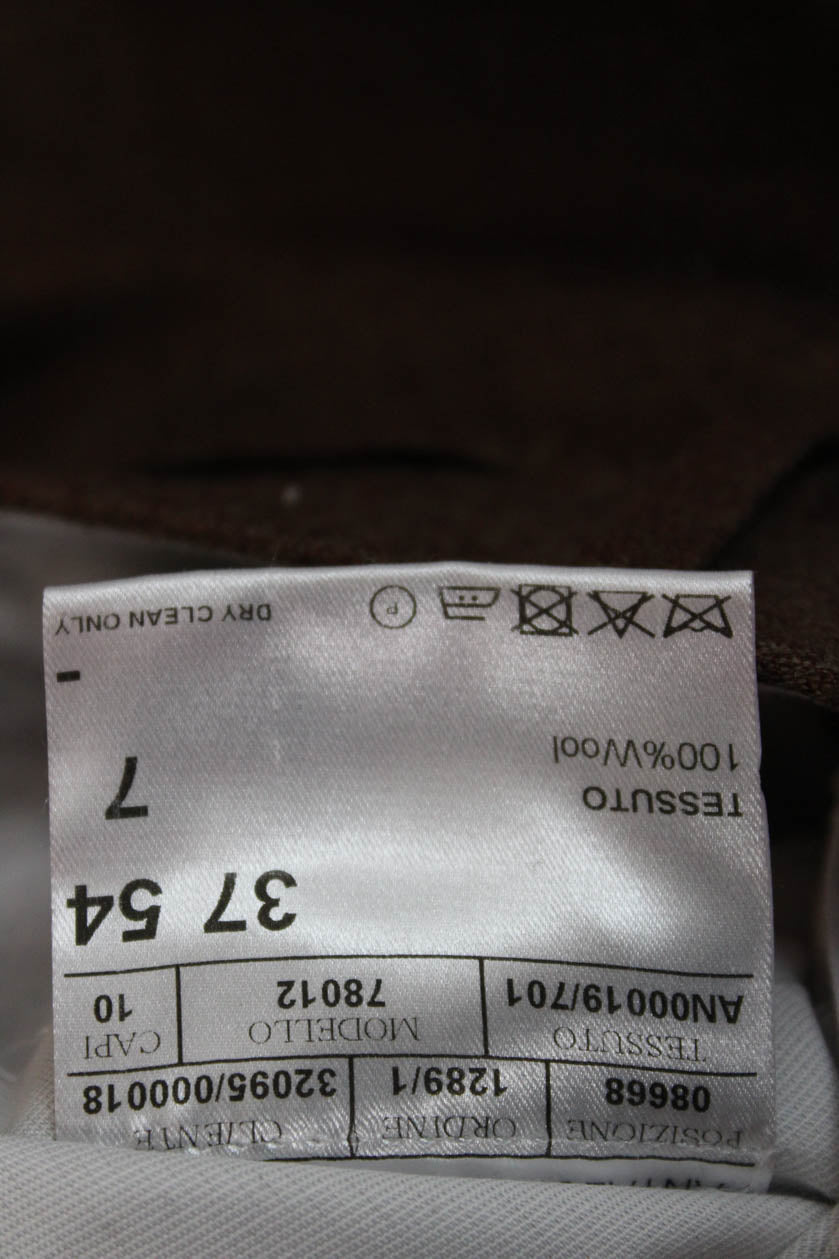 POSIZIONE ORDINE CLIENTE
08668 1289/1 32095/000018
TESSUTO MODELLO CAPI
AN00019/701 78012 10
37 54
TESSUTO 7
100%Wool
-
P DRY CLEAN ONLY